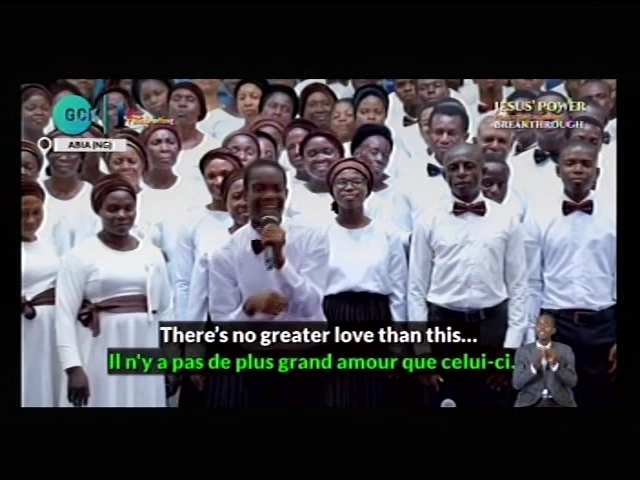 GCK
ABIA (NG)
JESUS' POWER
BREAKTHROUGH
There's no greater love than this...
Il n'y a pas de plus grand amour que celui-ci.